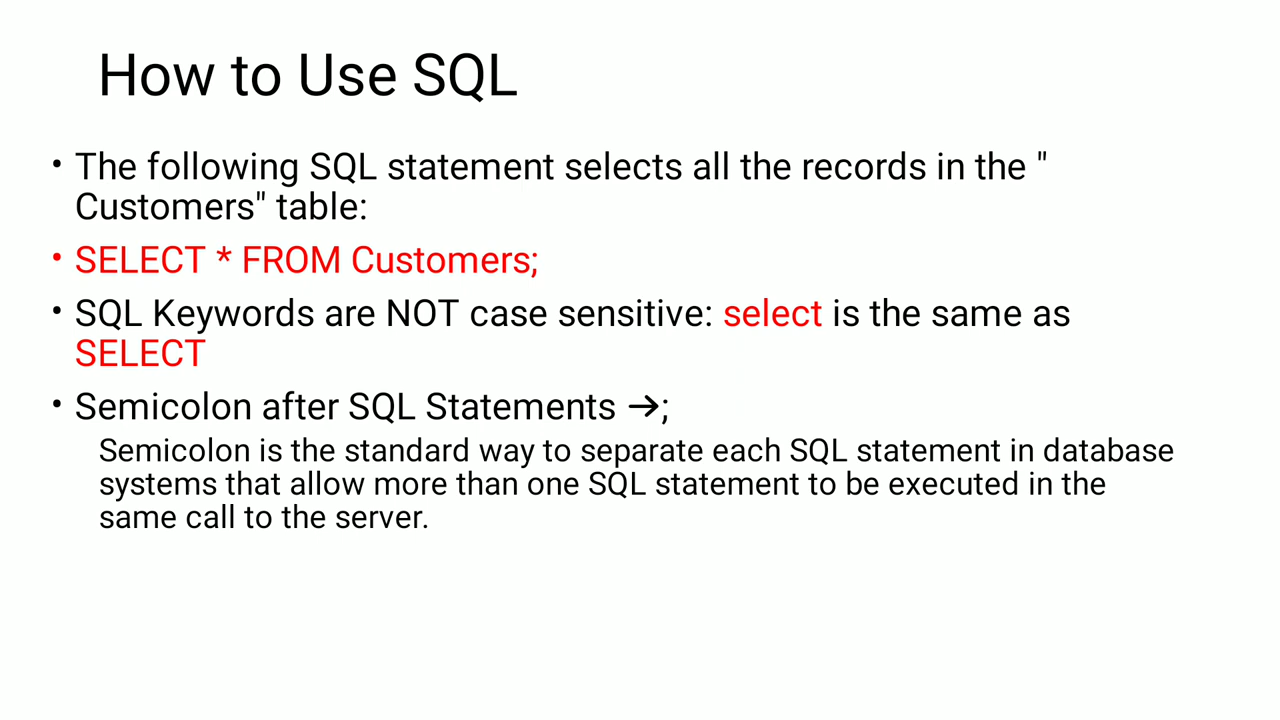 How to Use SQL
• The following SQL statement selects all the records in the "
Customers" table:
• SELECT * FROM Customers;
• SQL Keywords are NOT case sensitive: select is the same as
SELECT
• Semicolon after SQL Statements →;
Semicolon is the standard way to separate each SQL statement in database
systems that allow more than one SQL statement to be executed in the
same call to the server.